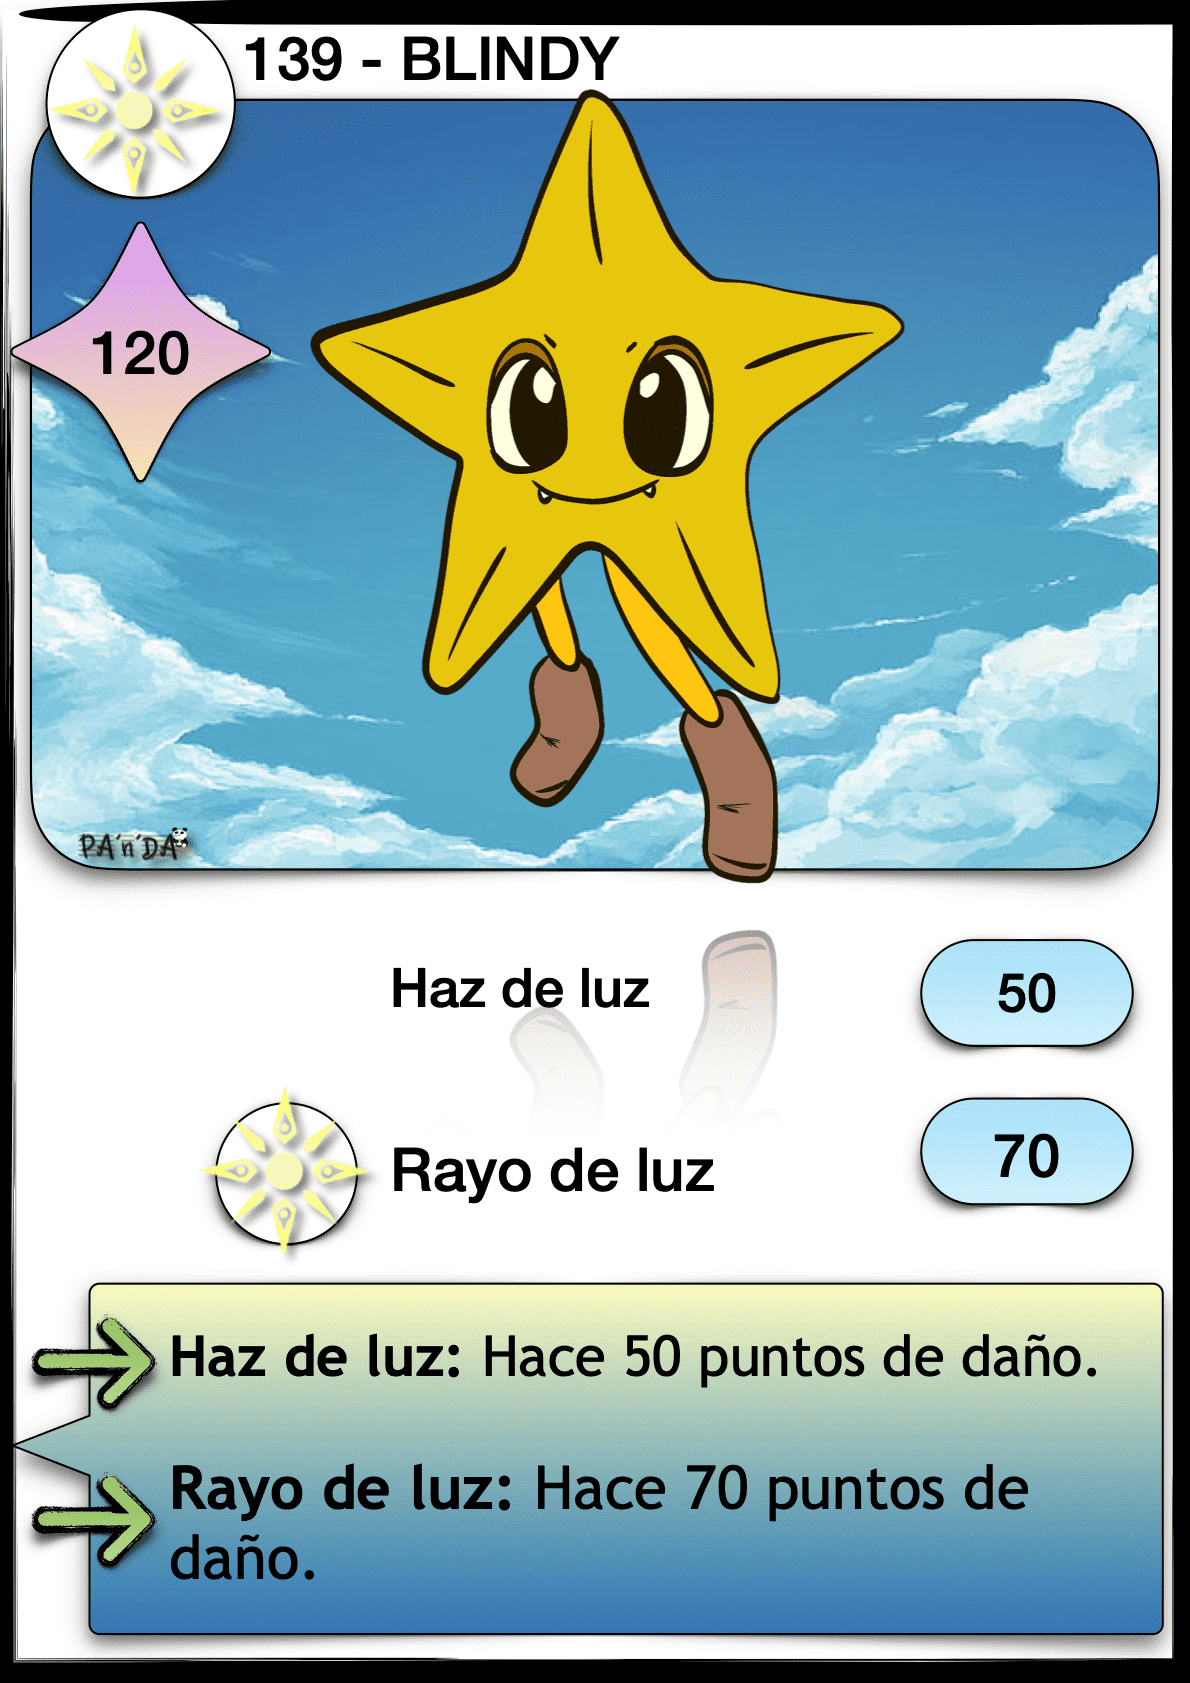 139 - BLINDY
120
PA'n'DA
Haz de luz
50
Rayo de luz
70
Haz de luz: Hace 50 puntos de daño.
Rayo de luz: Hace 70 puntos de
daño.